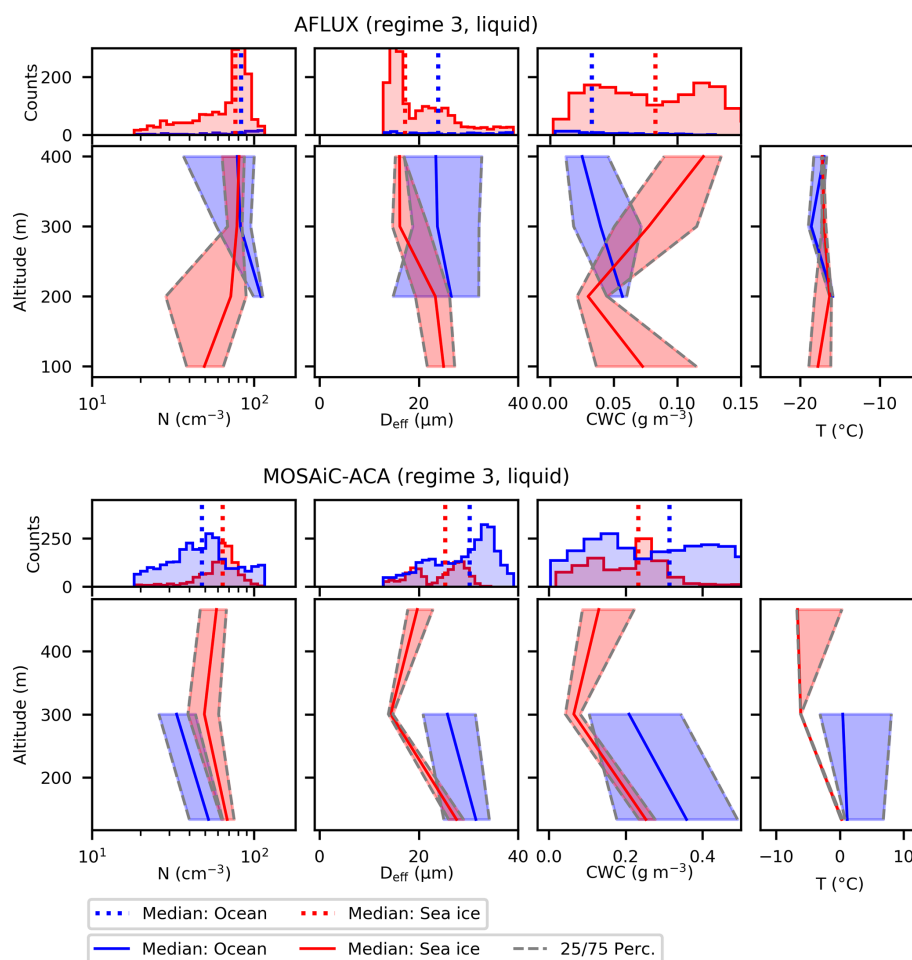 AFLUX (regime 3, liquid)
Counts
200
0
Altitude (m)
400
300
200
100
10¹ 10² 0 20 40 0.00 0.05 0.10 0.15 −20 −10
N (cm⁻³) D_eff (µm) CWC (g m⁻³) T (°C)
MOSAiC-ACA (regime 3, liquid)
Counts
250
0
Altitude (m)
400
300
200
10¹ 10² 0 20 40 0.0 0.2 0.4 −10 0 10
N (cm⁻³) D_eff (µm) CWC (g m⁻³) T (°C)
Median: Ocean Median: Sea ice
Median: Ocean Median: Sea ice 25/75 Perc.